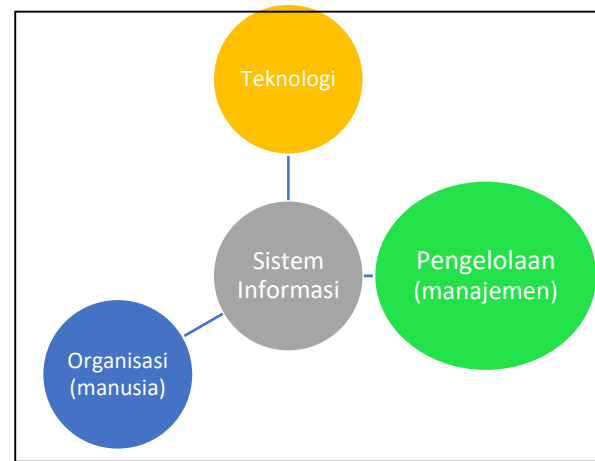 Teknologi
Sistem
Informasi
Pengelolaan
(manajemen)
Organisasi
(manusia)